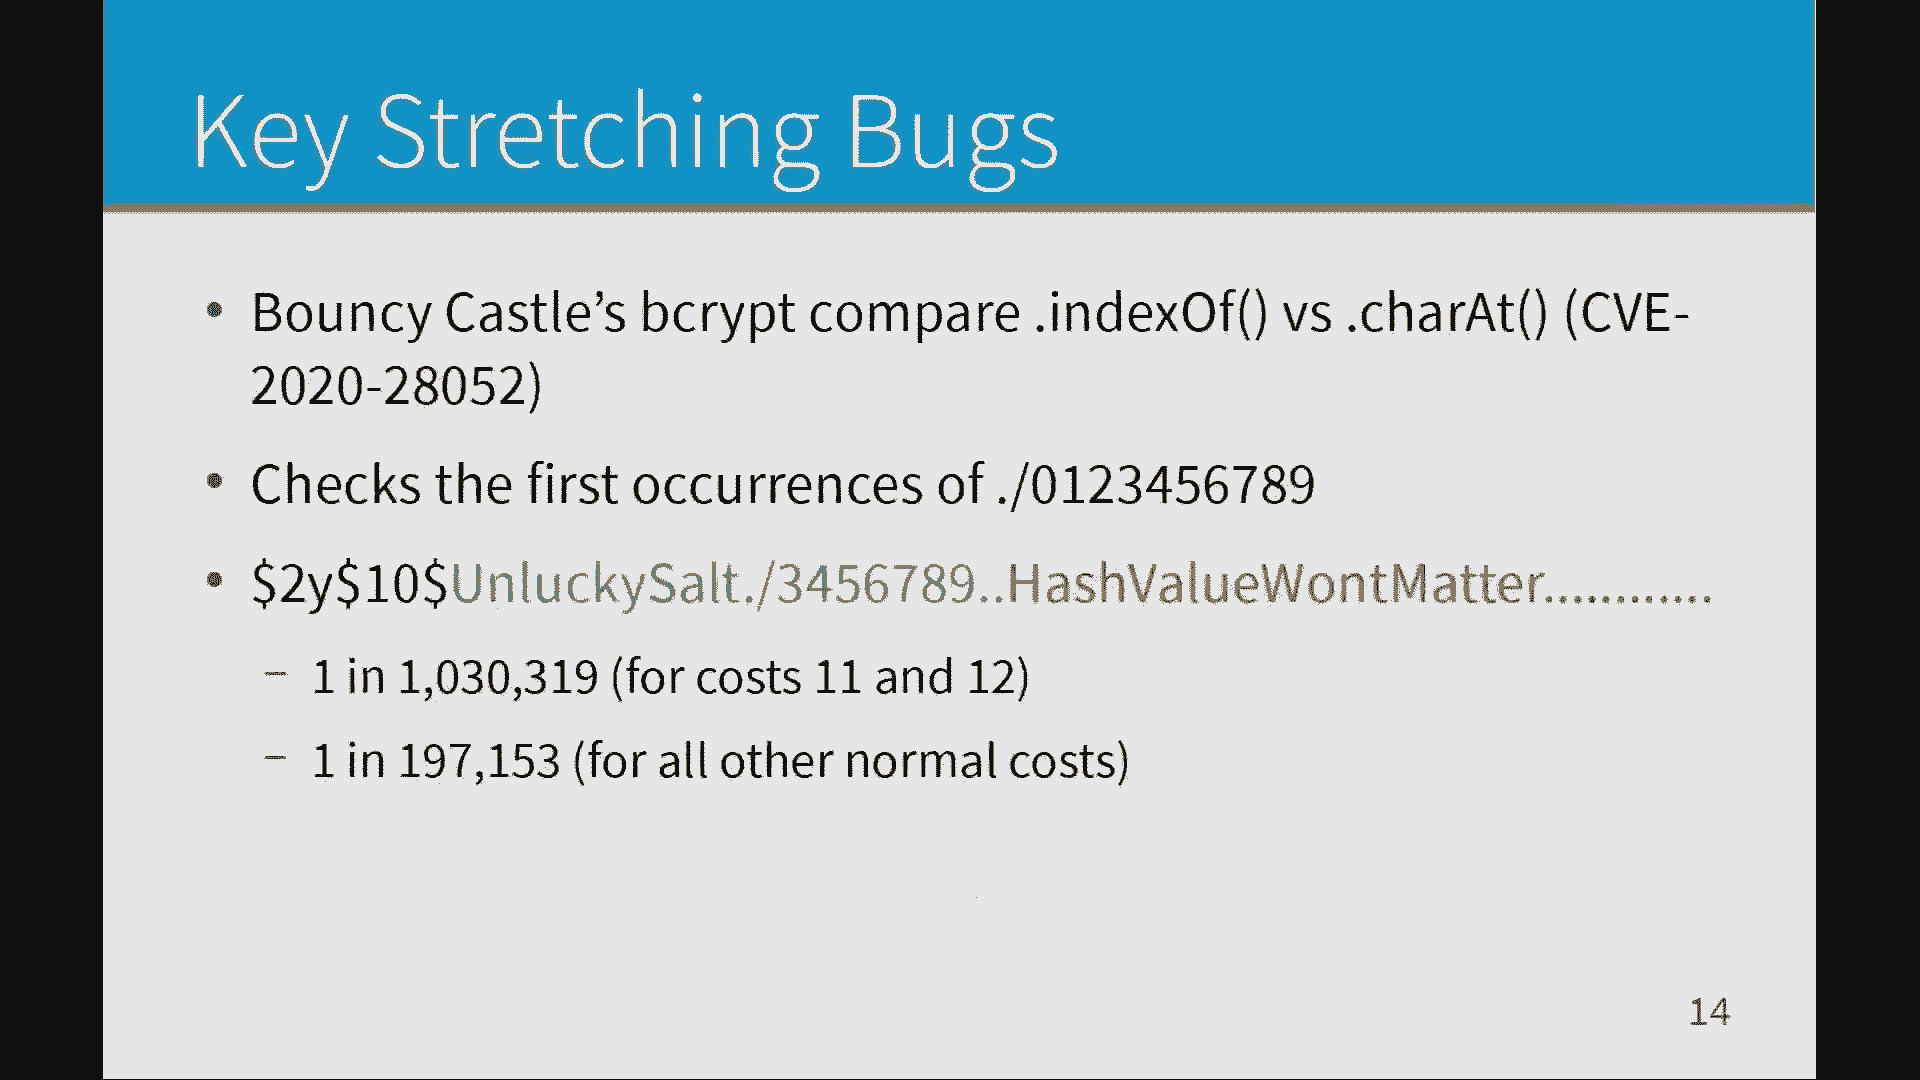 Key Stretching Bugs
• Bouncy Castle’s bcrypt compare .indexOf() vs .charAt() (CVE-
2020-28052)
• Checks the first occurrences of ./0123456789
• $2y$10$UnluckySalt./3456789..HashValueWontMatter............
– 1 in 1,030,319 (for costs 11 and 12)
– 1 in 197,153 (for all other normal costs)
14